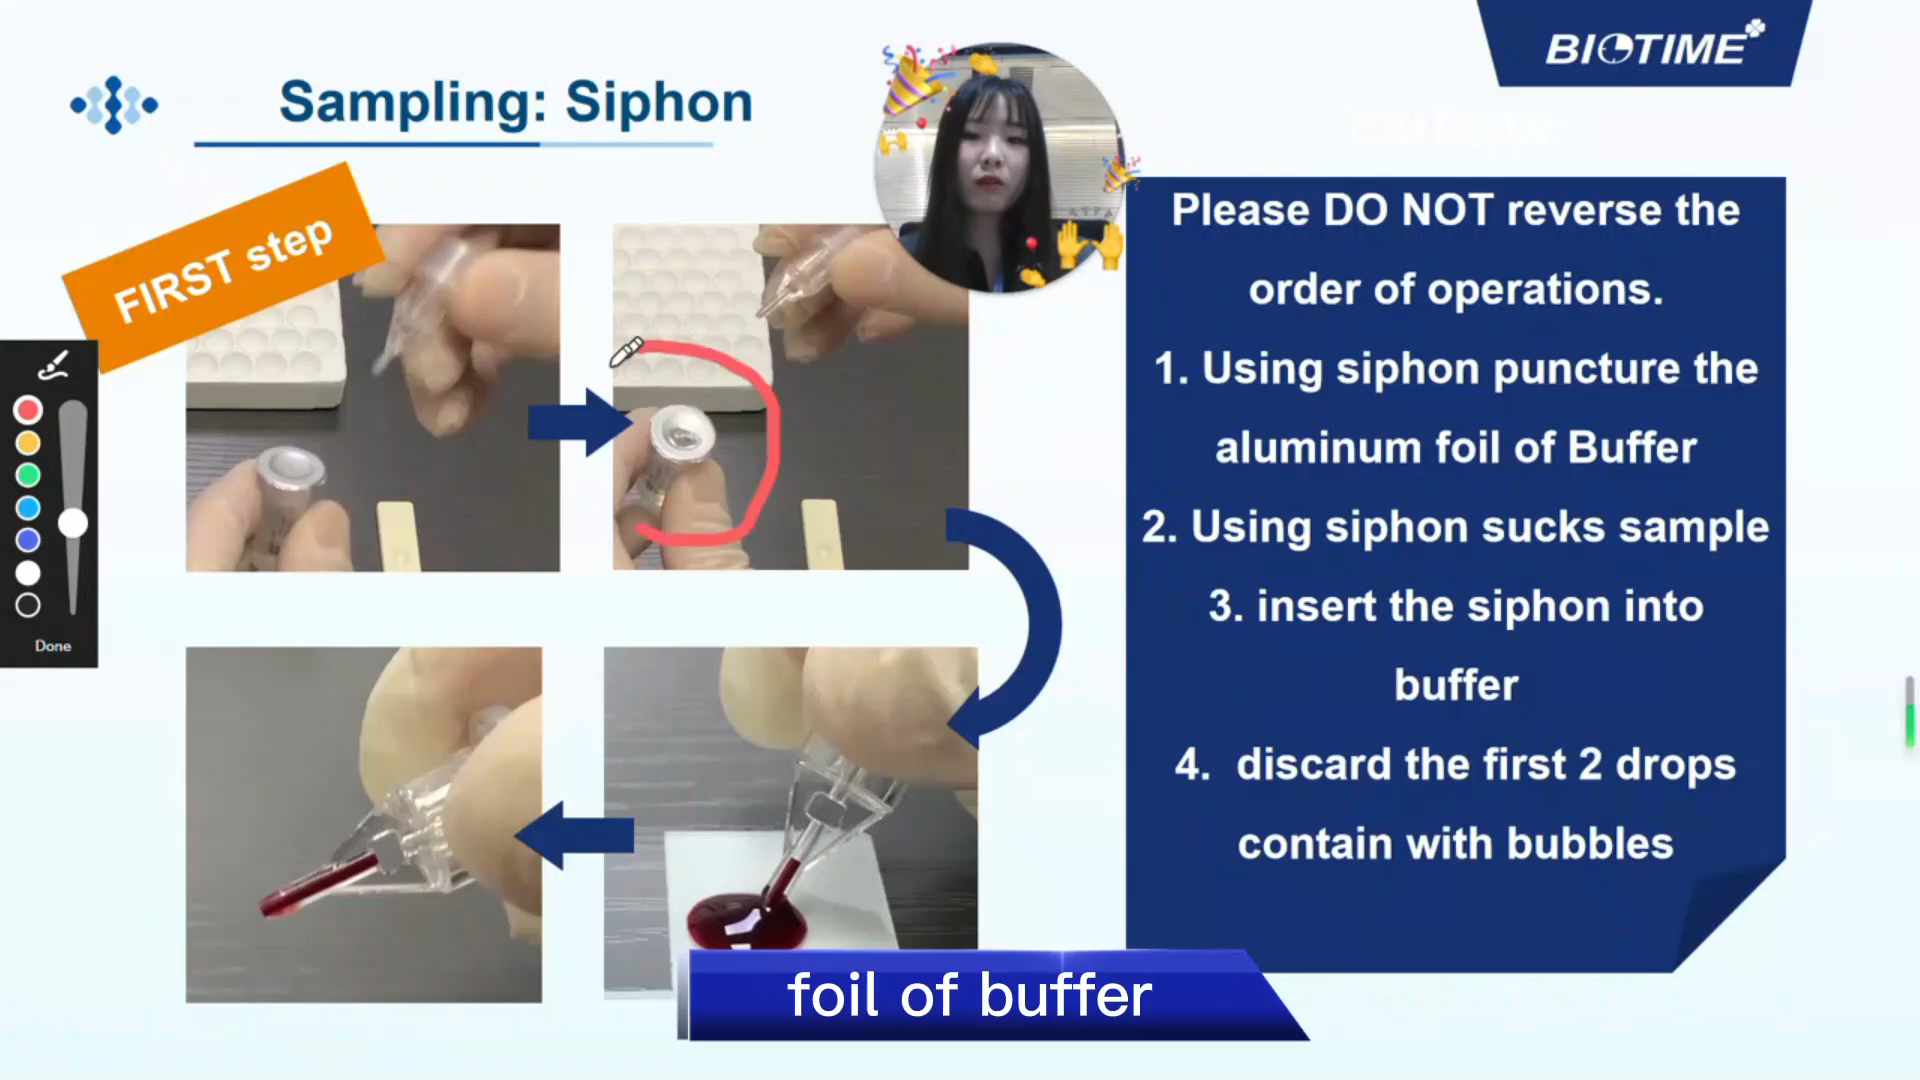 BIOTIME
Sampling: Siphon
FIRST step
Please DO NOT reverse the
order of operations.
1. Using siphon puncture the
aluminum foil of Buffer
2. Using siphon sucks sample
3. insert the siphon into
buffer
4. discard the first 2 drops
contain with bubbles
Done
foil of buffer